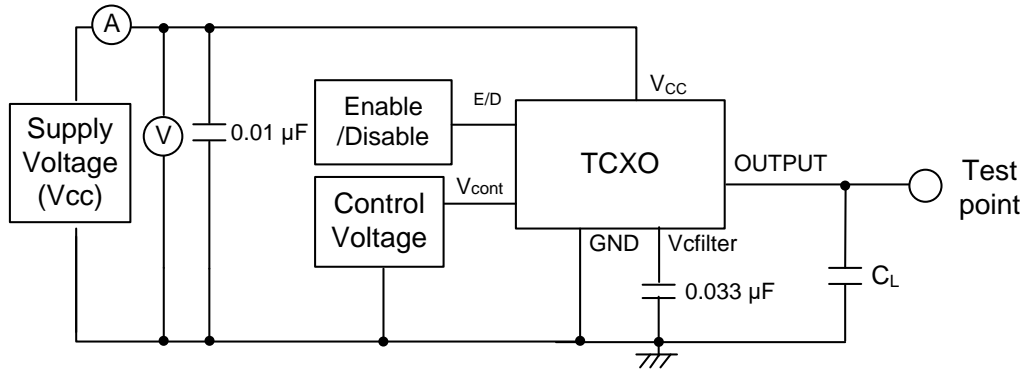 A
Supply
Voltage
(Vcc)
V
0.01 µF
Enable
/Disable
E/D
Control
Voltage
Vcont
VCC
TCXO
OUTPUT
GND
Vcfilter
0.033 µF
CL
Test
point